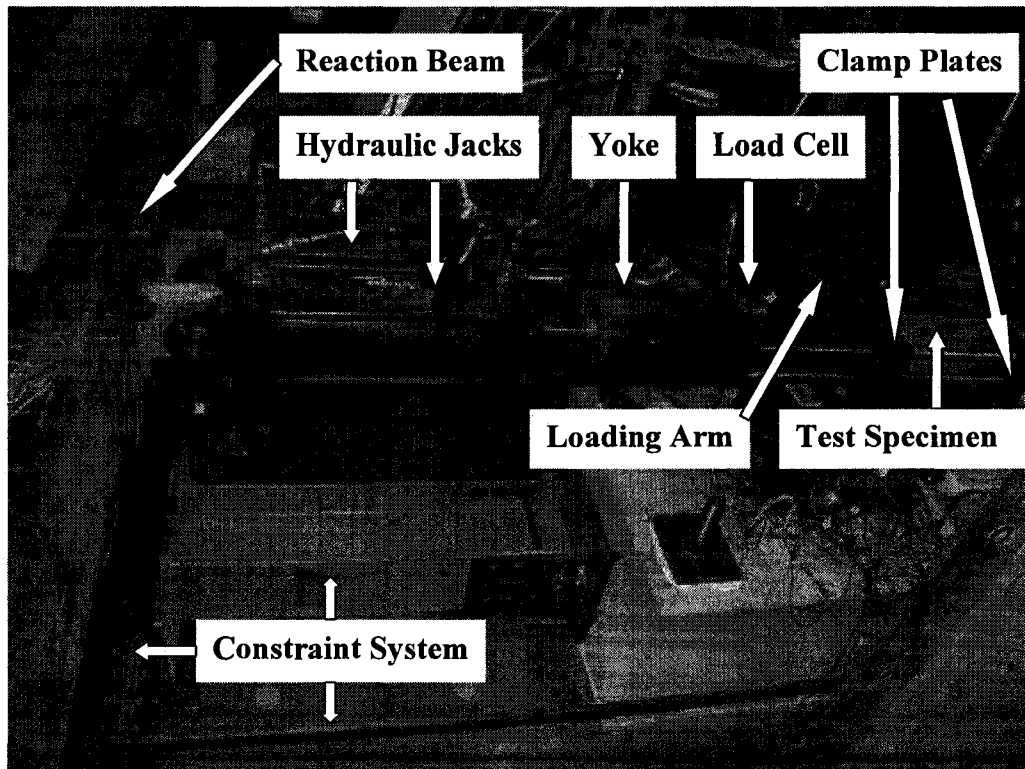 Reaction Beam
Clamp Plates
Hydraulic Jacks
Yoke
Load Cell
Loading Arm
Test Specimen
Constraint System